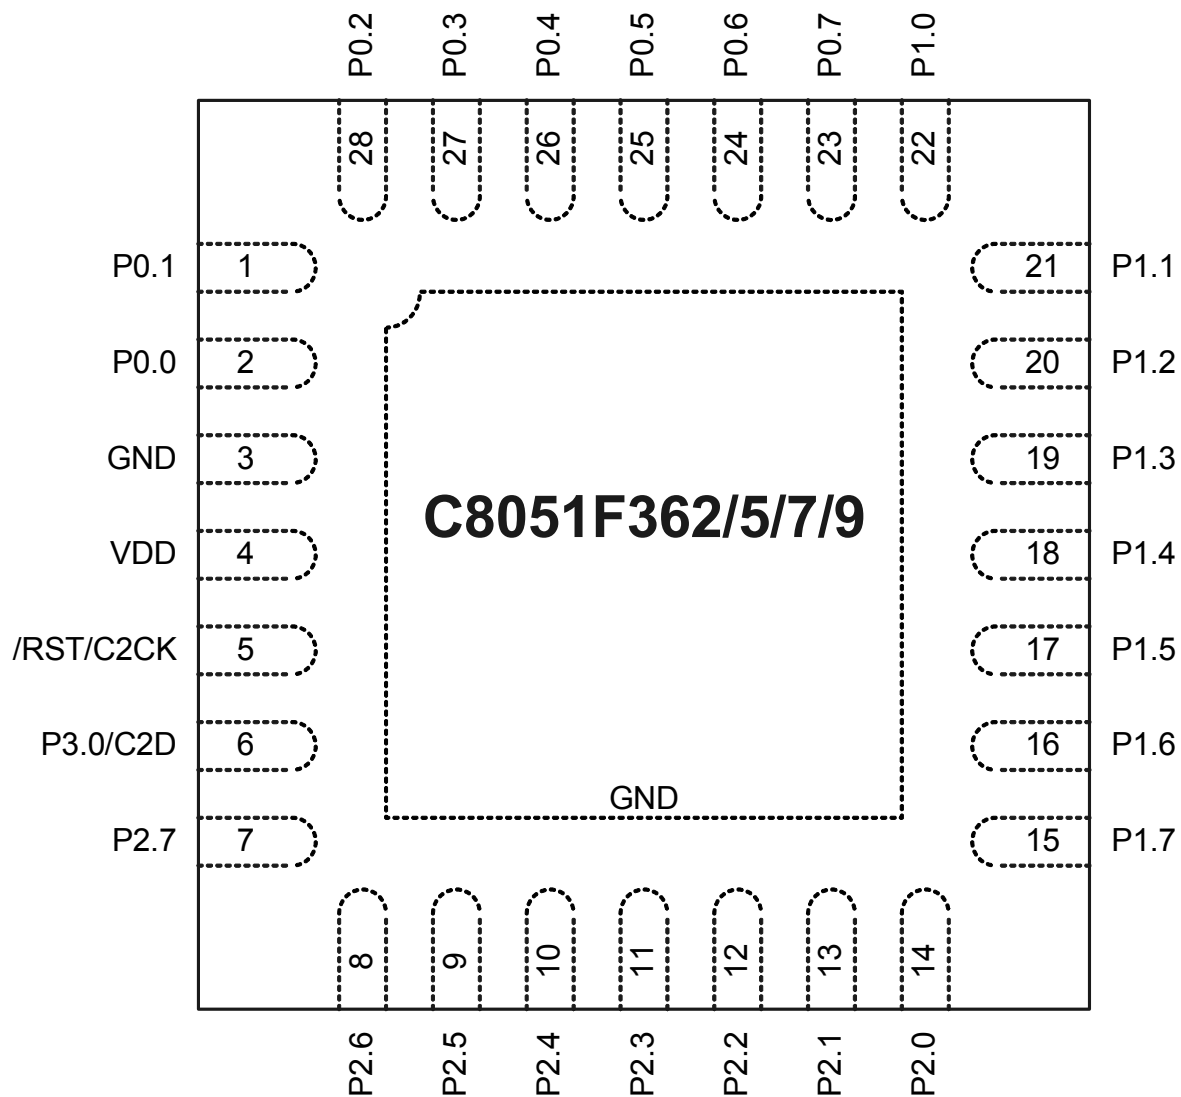 P0.2 P0.3 P0.4 P0.5 P0.6 P0.7 P1.0
28 27 26 25 24 23 22
P0.1 1 21 P1.1
P0.0 2 20 P1.2
GND 3 19 P1.3
VDD 4 18 P1.4
C8051F362/5/7/9
/RST/C2CK 5 17 P1.5
P3.0/C2D 6 16 P1.6
GND
P2.7 7 15 P1.7
8 9 10 11 12 13 14
P2.6 P2.5 P2.4 P2.3 P2.2 P2.1 P2.0